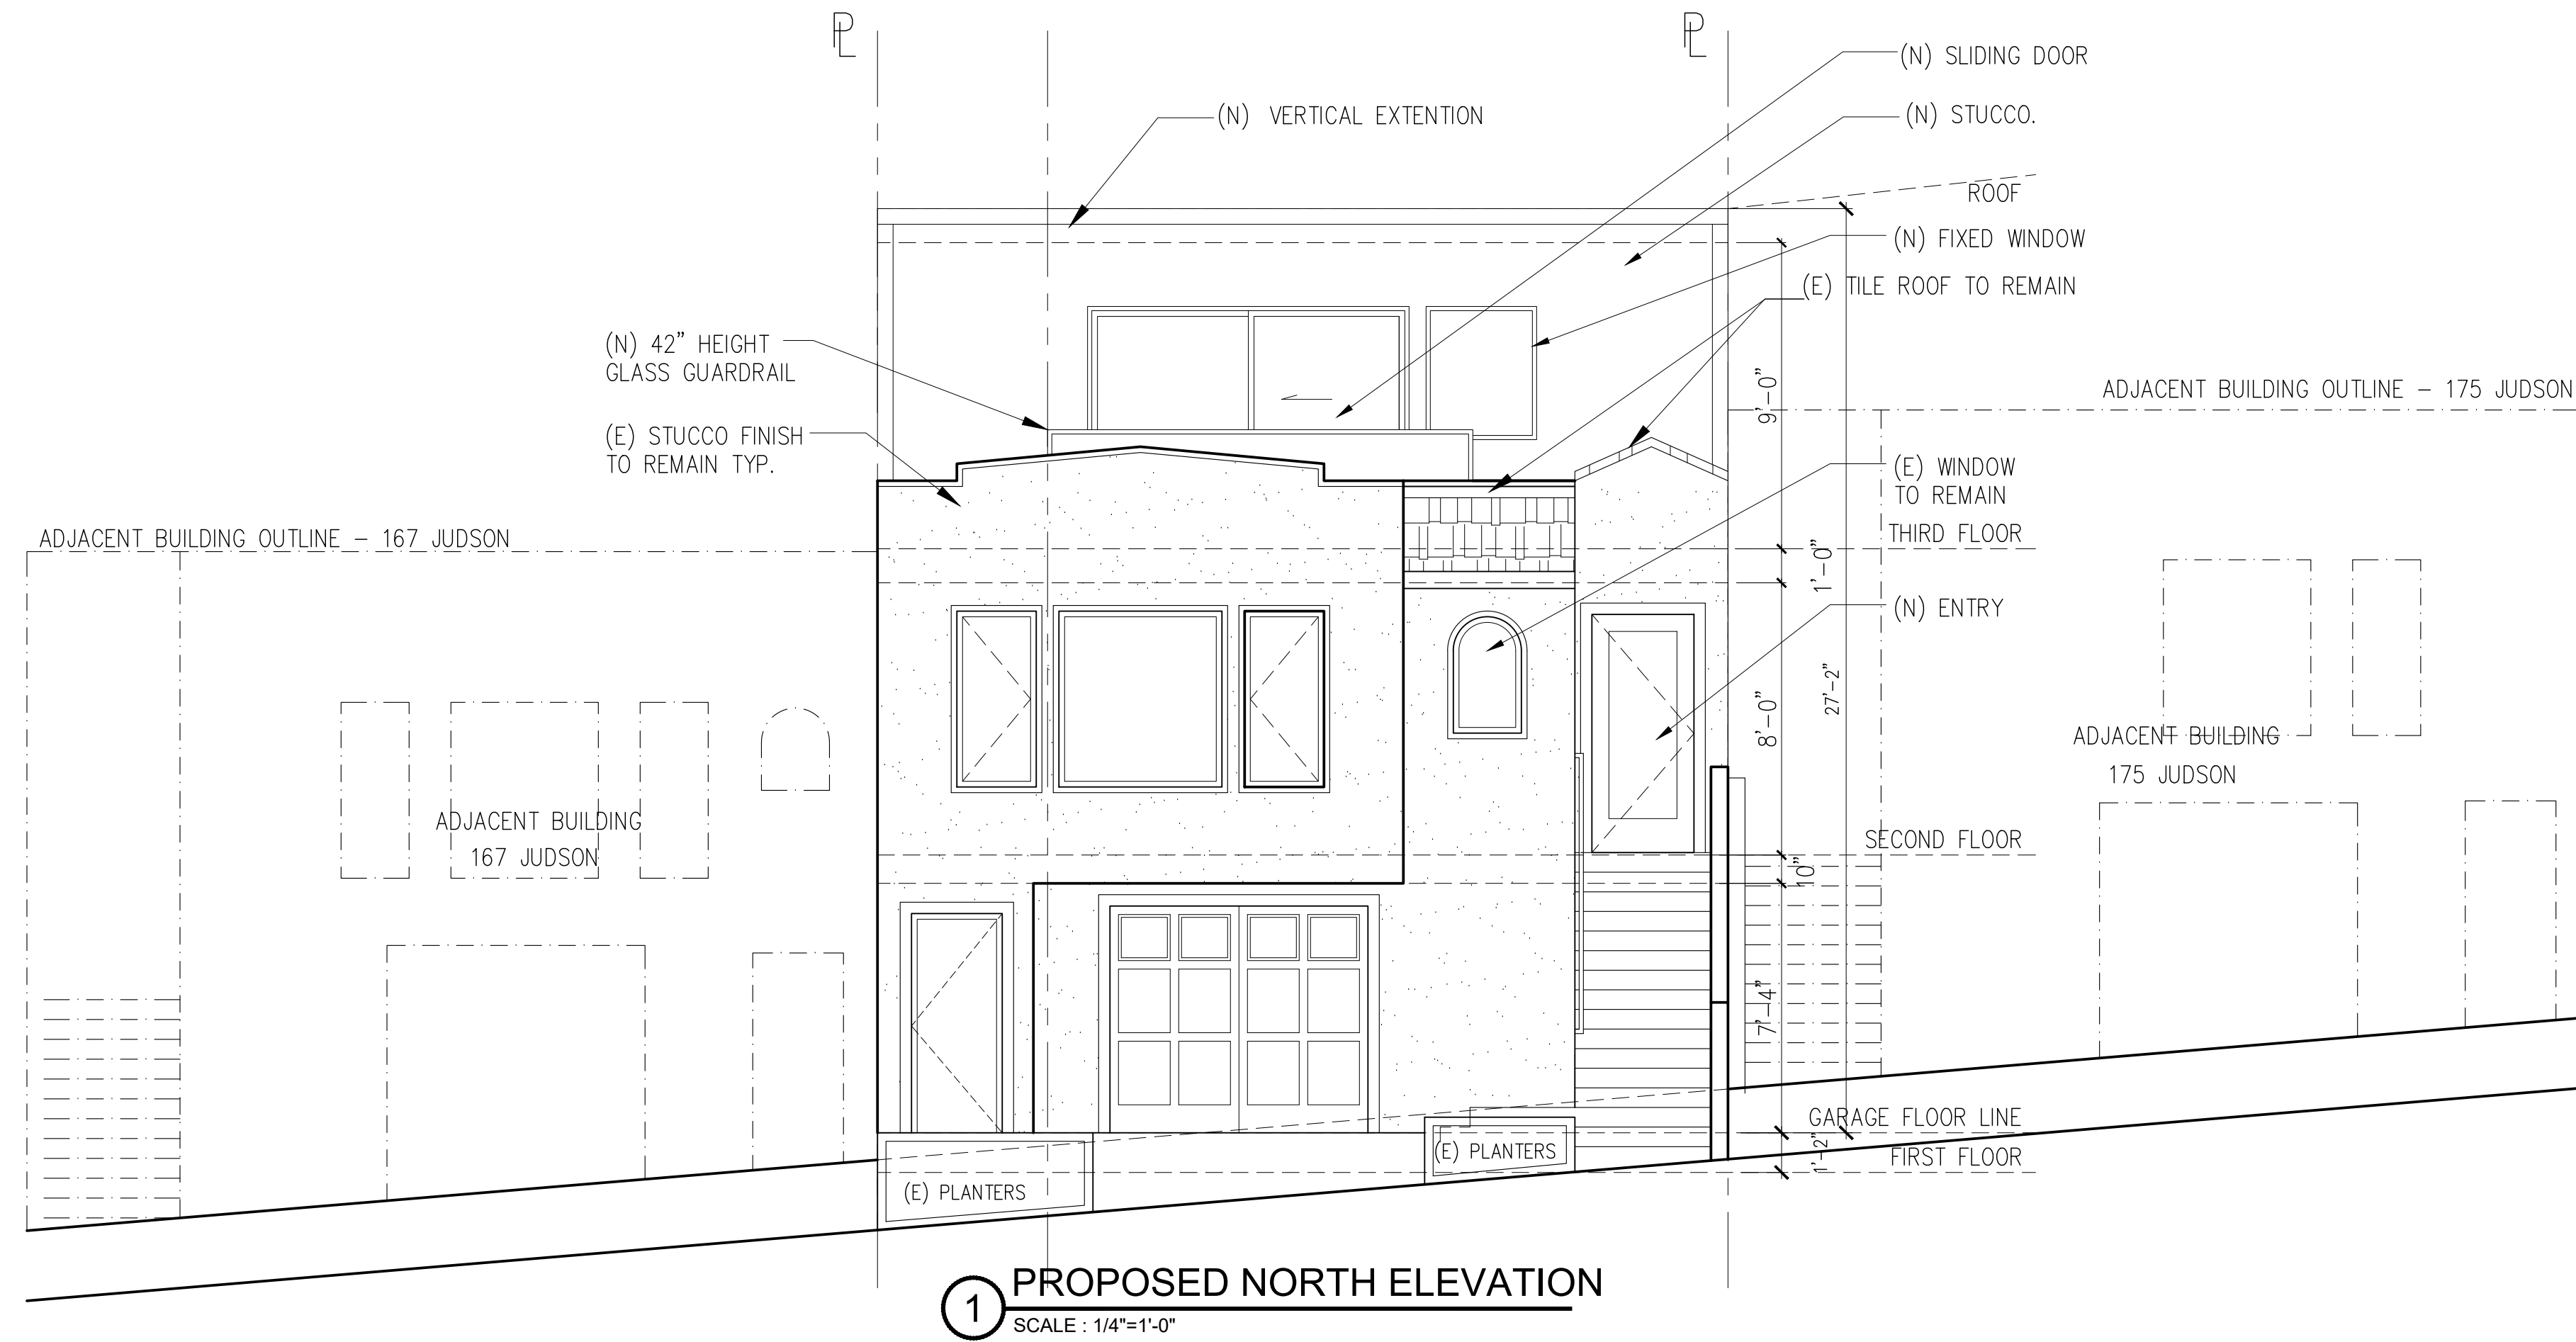 PL
PL
(N) SLIDING DOOR
(N) VERTICAL EXTENTION
(N) STUCCO.
ROOF
(N) FIXED WINDOW
(E) TILE ROOF TO REMAIN
(N) 42” HEIGHT
GLASS GUARDRAIL
9'-0”
ADJACENT BUILDING OUTLINE - 175 JUDSON
(E) STUCCO FINISH
TO REMAIN TYP.
(E) WINDOW
TO REMAIN
ADJACENT BUILDING OUTLINE - 167 JUDSON
THIRD FLOOR
1'-0”
(N) ENTRY
27'-2”
8'-0”
ADJACENT BUILDING
175 JUDSON
ADJACENT BUILDING
167 JUDSON
SECOND FLOOR
10”
7'-4”
GARAGE FLOOR LINE
1'-2”
FIRST FLOOR
(E) PLANTERS
(E) PLANTERS
1
PROPOSED NORTH ELEVATION
SCALE : 1/4"=1'-0"